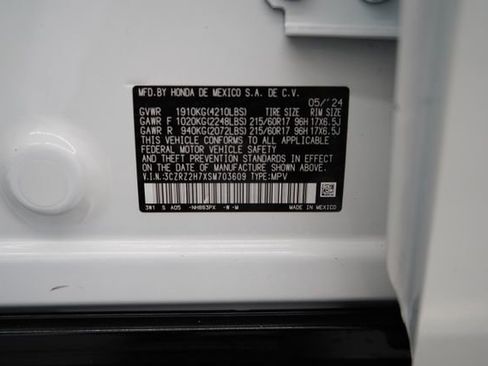 MFD.BY HONDA DE MEXICO S.A. DE C.V.
05/'24
GVWR 1910KG(4210LBS) TIRE SIZE RIM SIZE
GAWR F 1020KG(2248LBS) 215/60R17 96H 17X6.5J
GAWR R 940KG(2072LBS) 215/60R17 96H 17X6.5J
THIS VEHICLE CONFORMS TO ALL APPLICABLE
FEDERAL MOTOR VEHICLE SAFETY AND
THEFT PREVENTION STANDARDS IN EFFECT
ON THE DATE OF MANUFACTURE SHOWN ABOVE.
V.I.N.:3CZRZ2H7XSM703609 TYPE:MPV
3W1 S A05 -NH883PX -W -M MADE IN MEXICO